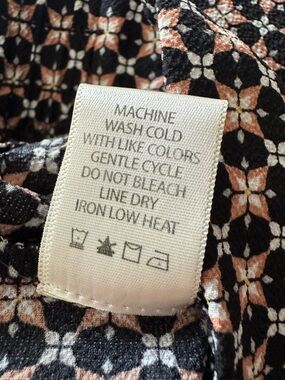 MACHINE
WASH COLD
WITH LIKE COLORS
GENTLE CYCLE
DO NOT BLEACH
LINE DRY
IRON LOW HEAT